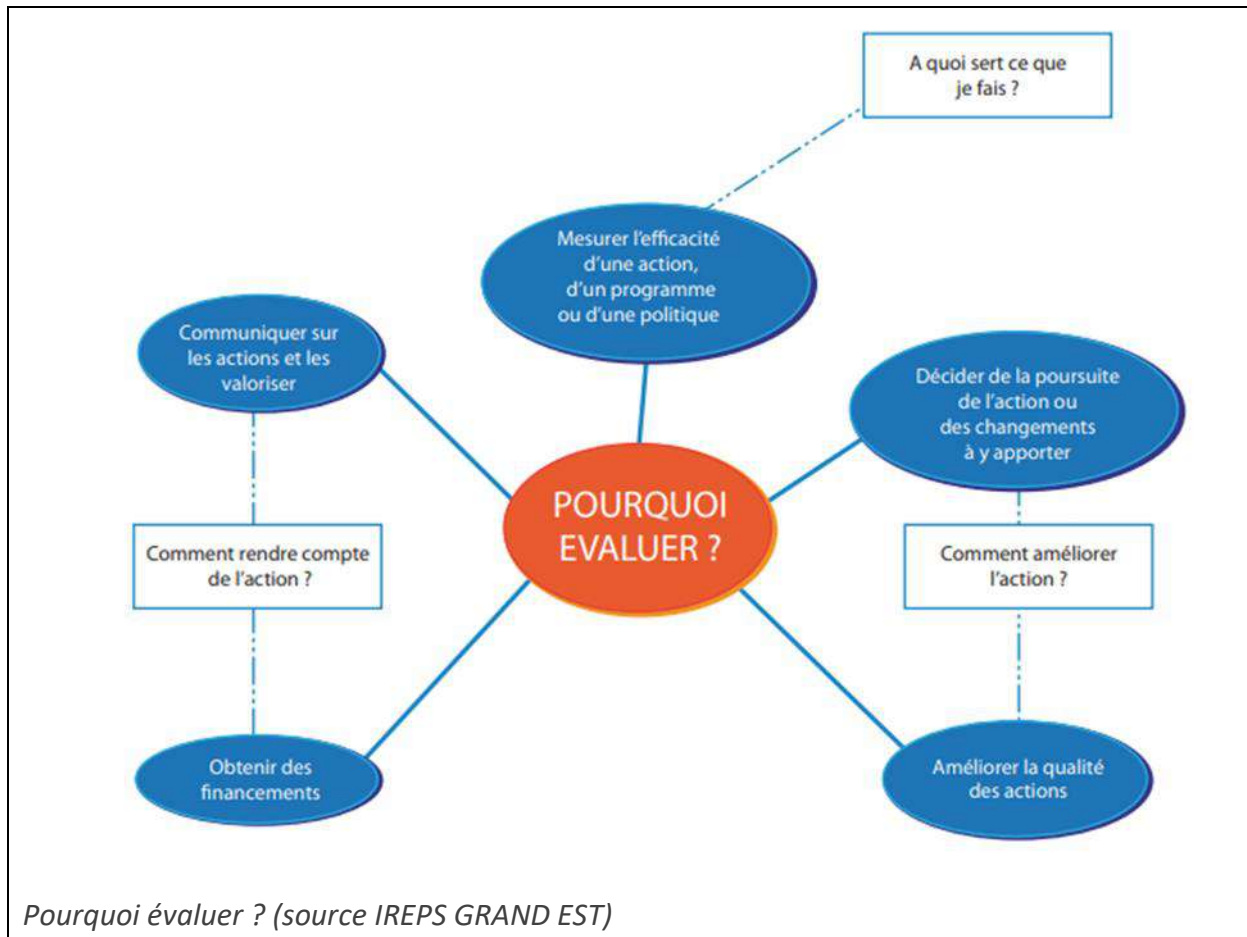 A quoi sert ce que
je fais ?
Mesurer l’efficacité
d’une action,
d’un programme
ou d’une politique
Communiquer sur
les actions et les
valoriser
Décider de la poursuite
de l’action ou
des changements
à y apporter
POURQUOI
EVALUER ?
Comment rendre compte
de l’action ?
Comment améliorer
l’action ?
Obtenir des
financements
Améliorer la qualité
des actions
Pourquoi évaluer ? (source IREPS GRAND EST)